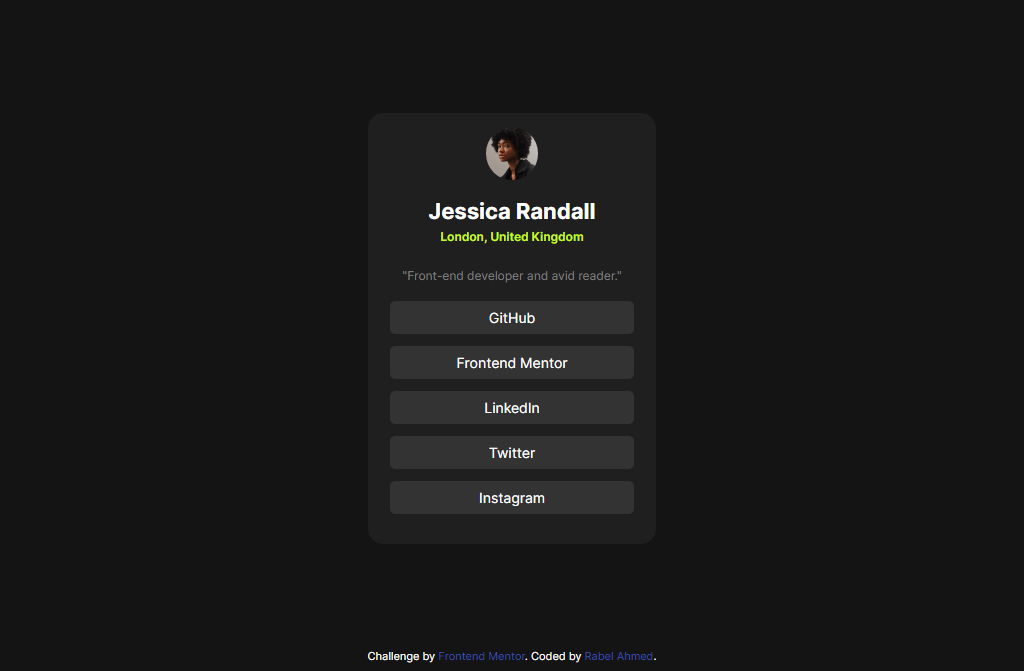 Jessica Randall
London, United Kingdom
"Front-end developer and avid reader."
GitHub
Frontend Mentor
LinkedIn
Twitter
Instagram
Challenge by Frontend Mentor. Coded by Rabel Ahmed.